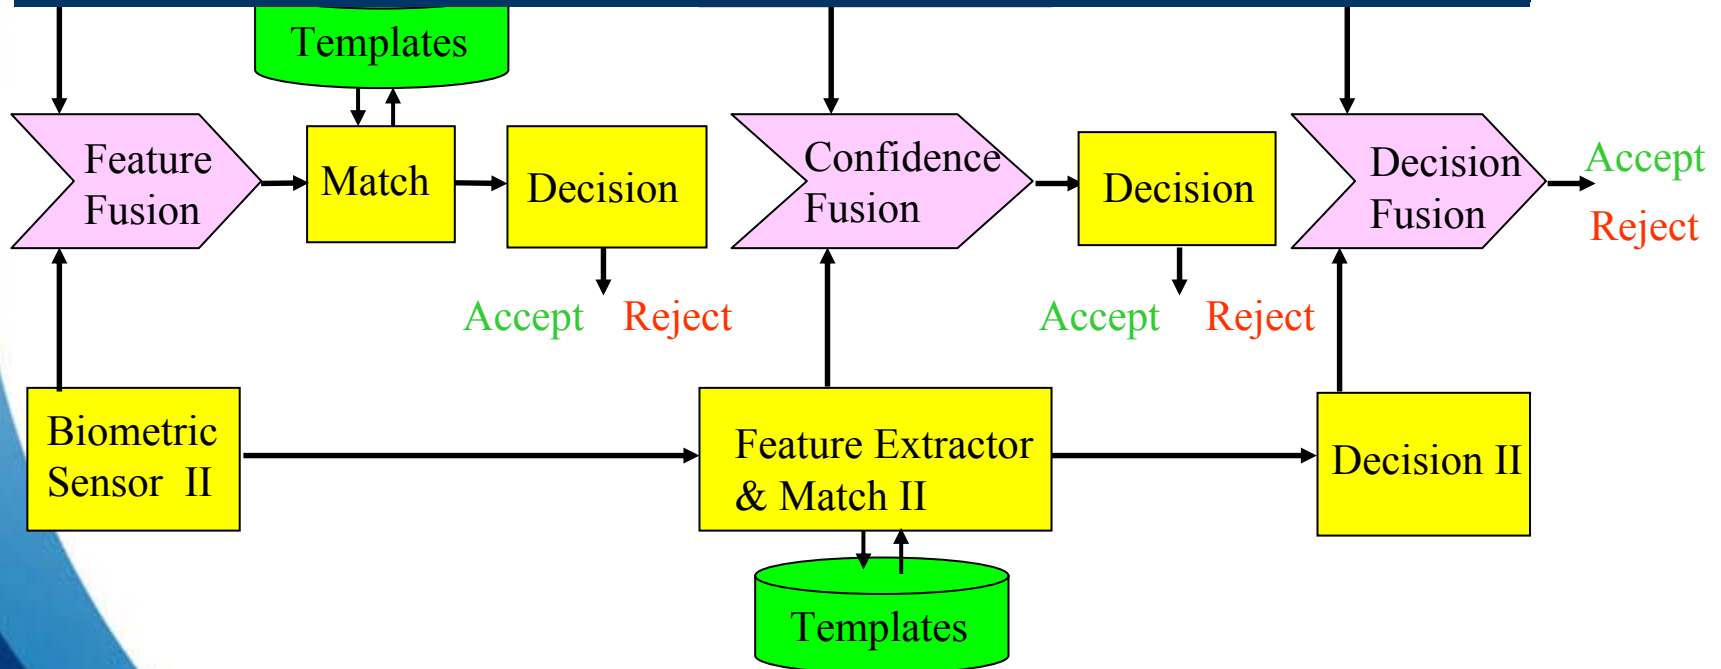 Templates
Feature
Fusion
Match
Decision
Confidence
Fusion
Decision
Decision
Fusion
Accept
Reject
Accept Reject
Accept Reject
Biometric
Sensor II
Feature Extractor
& Match II
Decision II
Templates